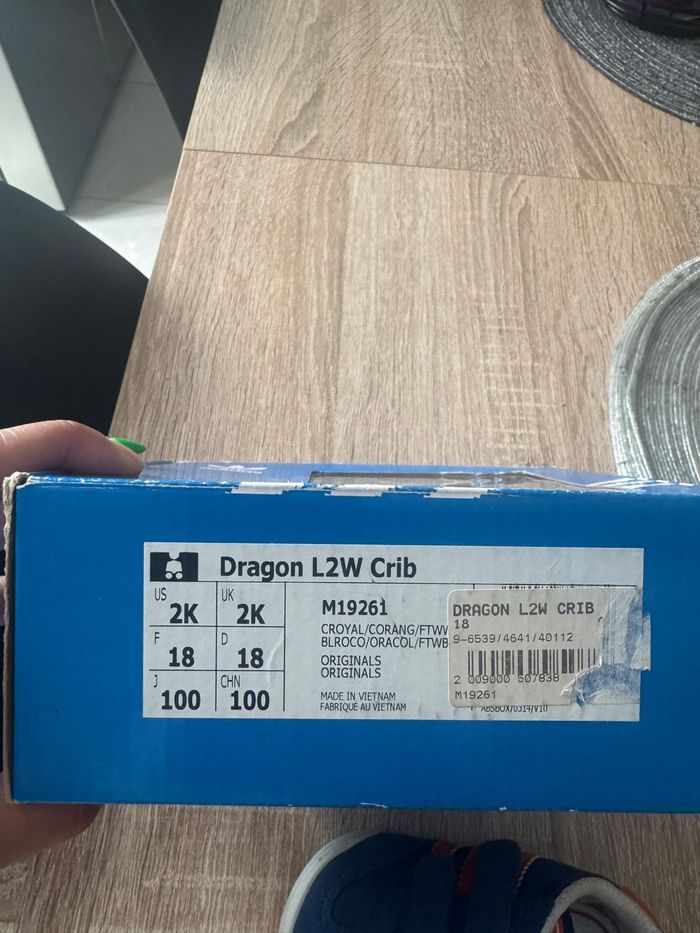 Dragon L2W Crib
US
2K
UK
2K
F
18
D
18
J
100
CHN
100
M19261
CROYAL/CORANG/FTWW
BLROCO/ORACOL/FTWB
ORIGINALS
ORIGINALS
MADE IN VIETNAM
FABRIQUÉ AU VIETNAM
DRAGON L2W CRIB
18
9-6539/4641/40112
2 009000 507838
M19261